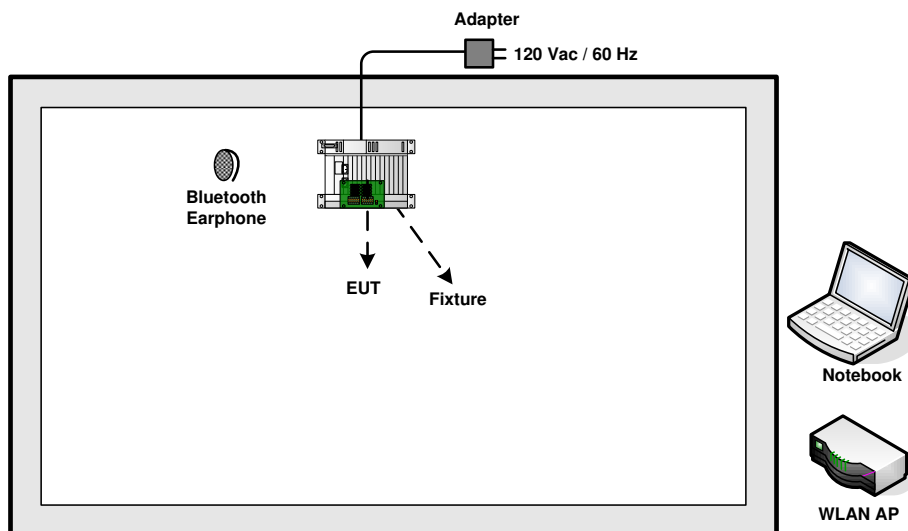 Adapter
120 Vac / 60 Hz
Bluetooth
Earphone
EUT
Fixture
Notebook
WLAN AP